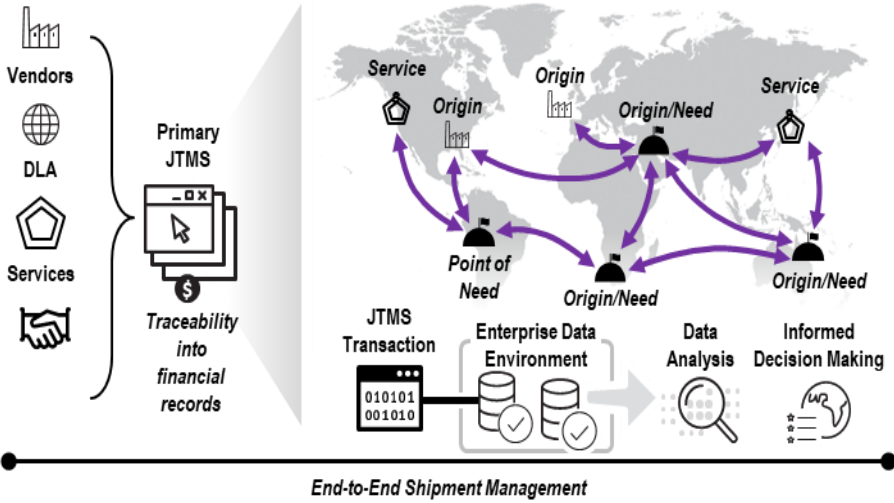 Vendors
DLA
Services
Primary
JTMS
$
Traceability
into
financial
records
Service
Origin
Origin
Origin/Need
Service
Point of
Need
Origin/Need
Origin/Need
JTMS
Transaction
010101
001010
Enterprise Data
Environment
Data
Analysis
Informed
Decision Making
End-to-End Shipment Management